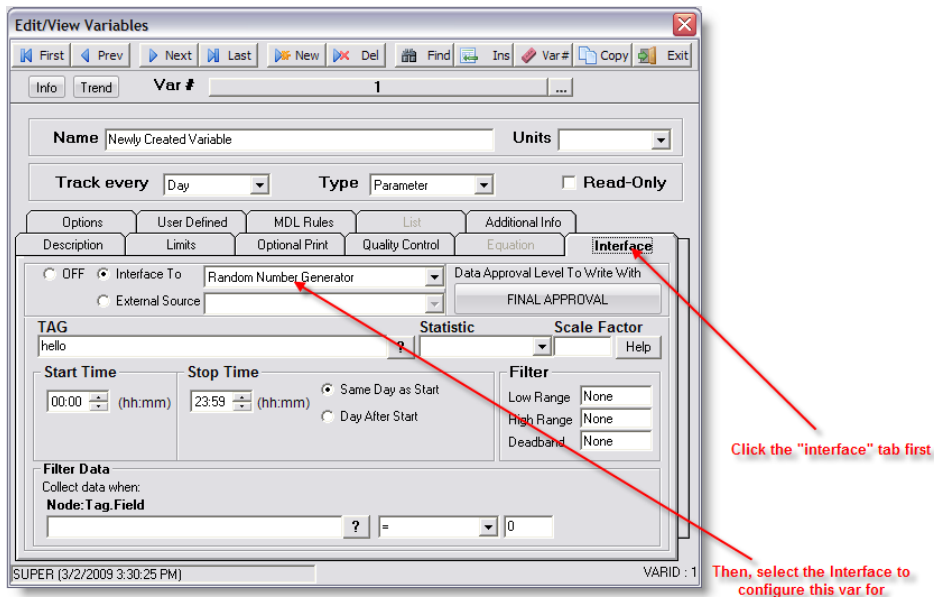 Edit/View Variables
First Prev Next Last New Del Find Ins Var# Copy Exit
Info Trend Var # 1 ...
Name Newly Created Variable Units
Track every Day Type Parameter Read-Only
Options User Defined MDL Rules List Additional Info
Description Limits Optional Print Quality Control Equation Interface
OFF Interface To Random Number Generator Data Approval Level To Write With
External Source FINAL APPROVAL
TAG Statistic Scale Factor
hello ? Help
Start Time Stop Time Filter
00:00 (hh:mm) 23:59 (hh:mm) Same Day as Start Low Range None
Day After Start High Range None
Deadband None
Click the "interface" tab first
Filter Data
Collect data when:
Node:Tag.Field
? = 0
SUPER (3/2/2009 3:30:25 PM) VARID : 1
Then, select the Interface to
configure this var for